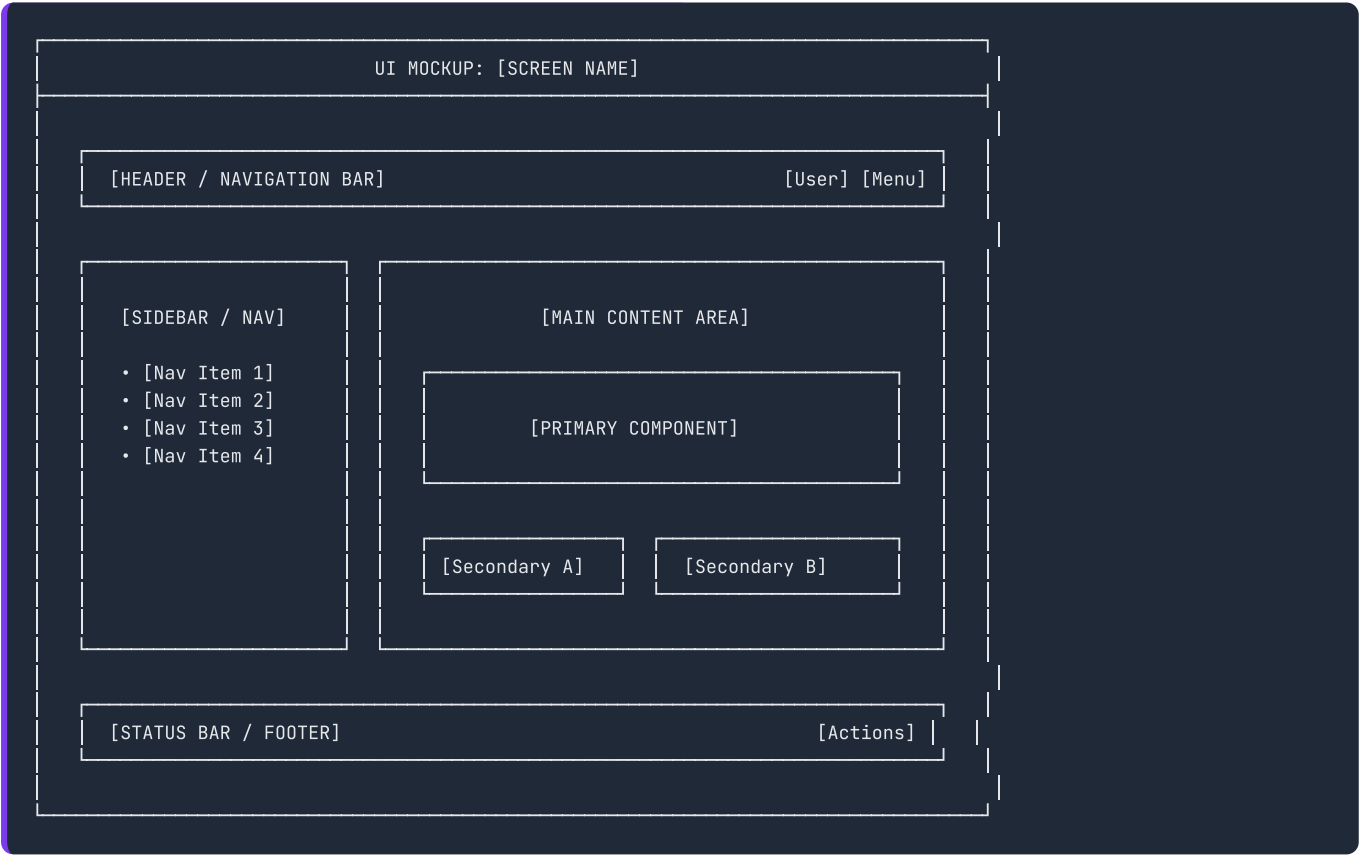 UI MOCKUP: [SCREEN NAME]
[HEADER / NAVIGATION BAR] [User] [Menu]
[SIDEBAR / NAV]
• [Nav Item 1]
• [Nav Item 2]
• [Nav Item 3]
• [Nav Item 4]
[MAIN CONTENT AREA]
[PRIMARY COMPONENT]
[Secondary A] [Secondary B]
[STATUS BAR / FOOTER] [Actions]